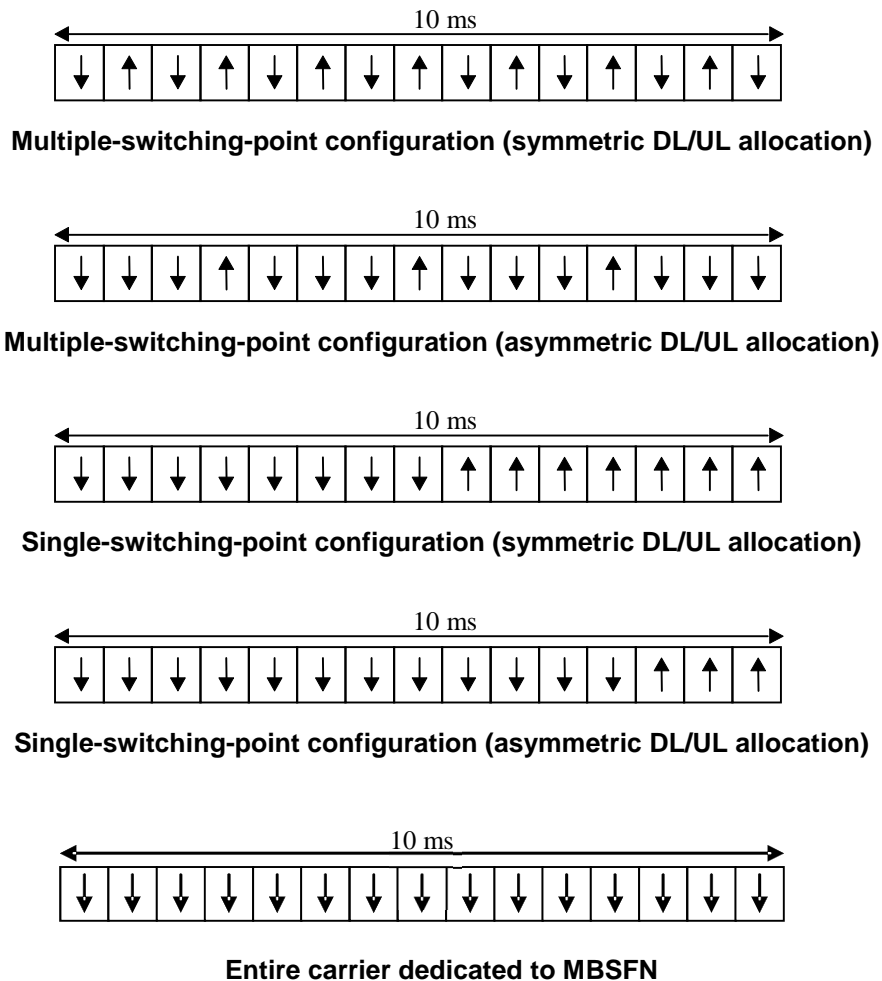 10 ms
Multiple-switching-point configuration (symmetric DL/UL allocation)
10 ms
Multiple-switching-point configuration (asymmetric DL/UL allocation)
10 ms
Single-switching-point configuration (symmetric DL/UL allocation)
10 ms
Single-switching-point configuration (asymmetric DL/UL allocation)
10 ms
Entire carrier dedicated to MBSFN